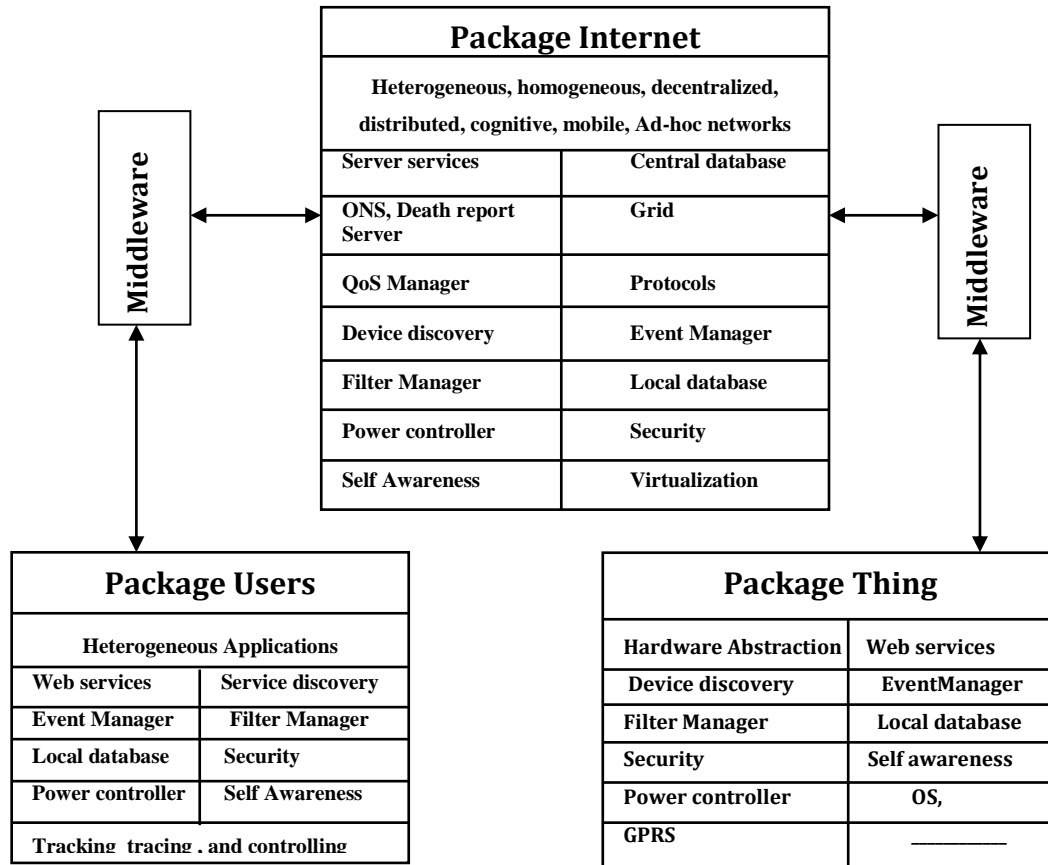 Package Internet
Heterogeneous, homogeneous, decentralized,
distributed, cognitive, mobile, Ad-hoc networks
Server services
Central database
ONS, Death report
Server
Grid
QoS Manager
Protocols
Device discovery
Event Manager
Filter Manager
Local database
Power controller
Security
Self Awareness
Virtualization
Middleware
Middleware
Package Users
Heterogeneous Applications
Web services
Service discovery
Event Manager
Filter Manager
Local database
Security
Power controller
Self Awareness
Tracking tracing , and controlling
Package Thing
Hardware Abstraction
Web services
Device discovery
EventManager
Filter Manager
Local database
Security
Self awareness
Power controller
OS,
GPRS
____________